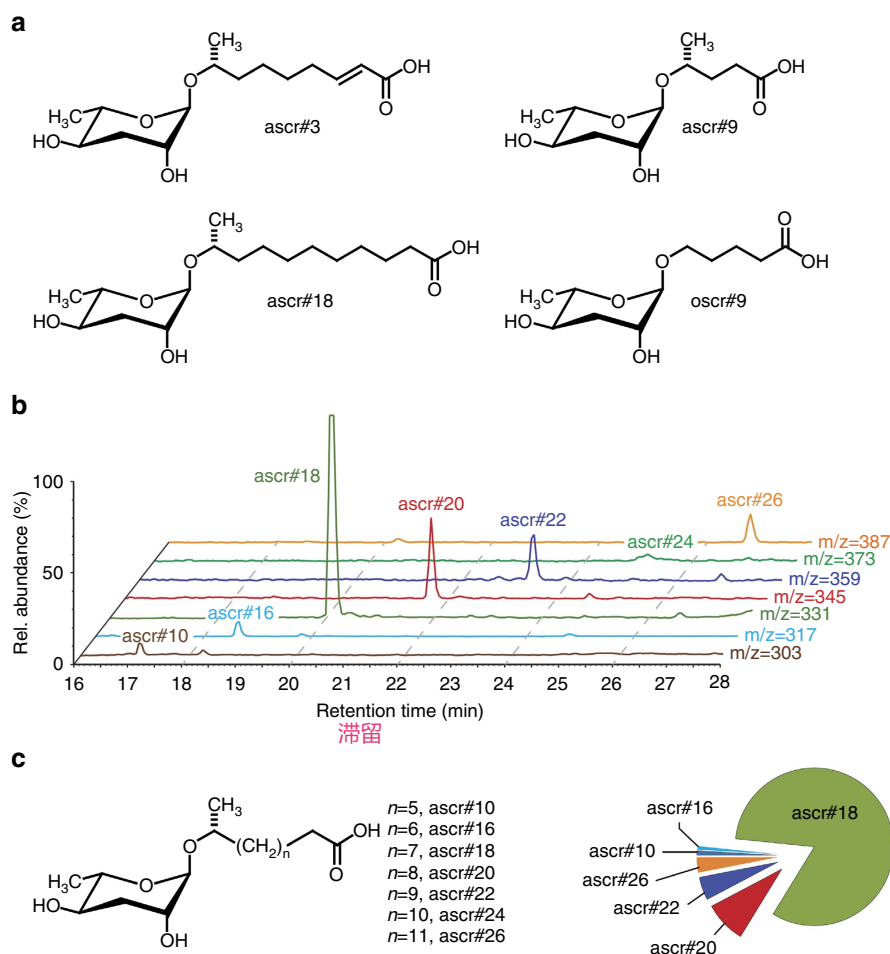 a
CH₃
O
OH
O
H₃C
O
HO
OH
ascr#3
CH₃
O
OH
O
H₃C
O
HO
OH
ascr#9
CH₃
O
OH
O
H₃C
O
HO
OH
ascr#18
O
O
OH
H₃C
O
HO
OH
oscr#9
b
Rel. abundance (%)
100
50
0
ascr#18
ascr#20
ascr#22
ascr#24
ascr#26
ascr#16
ascr#10
m/z=387
m/z=373
m/z=359
m/z=345
m/z=331
m/z=317
m/z=303
16 17 18 19 20 21 22 23 24 25 26 27 28
Retention time (min)
滞留
c
CH₃
O
(CH₂)n
OH
O
H₃C
O
HO
OH
n=5, ascr#10
n=6, ascr#16
n=7, ascr#18
n=8, ascr#20
n=9, ascr#22
n=10, ascr#24
n=11, ascr#26
ascr#18
ascr#16
ascr#10
ascr#26
ascr#22
ascr#20